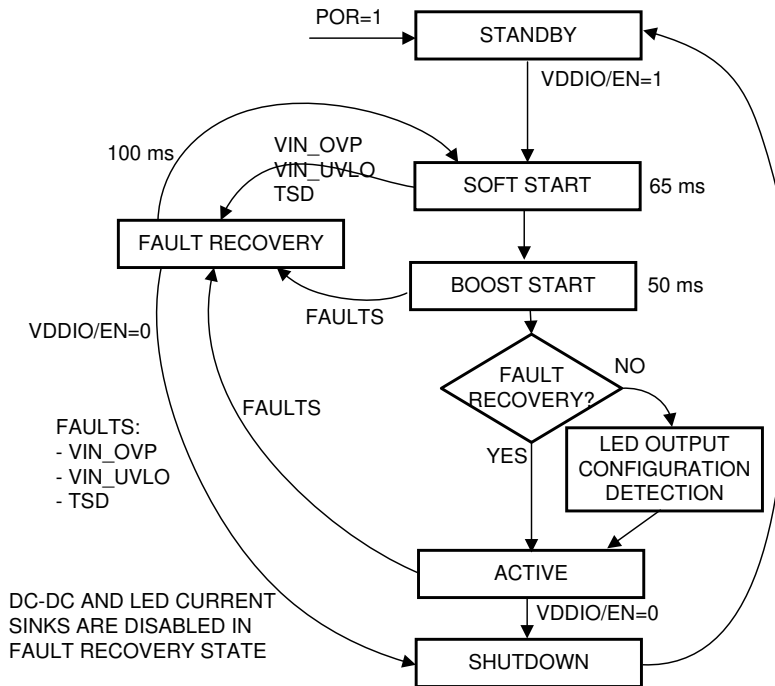 POR=1
STANDBY
VDDIO/EN=1
100 ms
VIN_OVP
VIN_UVLO
TSD
SOFT START
65 ms
FAULT RECOVERY
BOOST START
50 ms
FAULTS
VDDIO/EN=0
FAULT
RECOVERY?
NO
YES
FAULTS
LED OUTPUT
CONFIGURATION
DETECTION
FAULTS:
- VIN_OVP
- VIN_UVLO
- TSD
ACTIVE
VDDIO/EN=0
DC-DC AND LED CURRENT
SINKS ARE DISABLED IN
FAULT RECOVERY STATE
SHUTDOWN